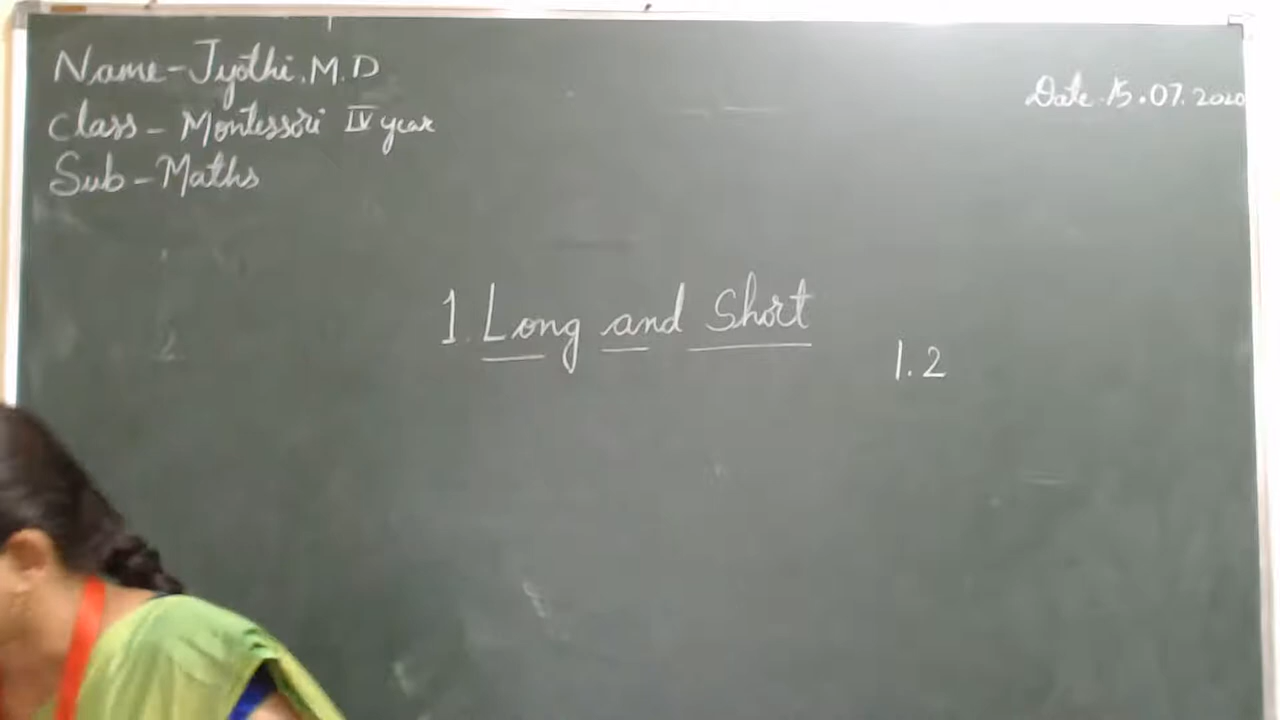 Name-Jyothi.M.D
Date.15.07.2020
Class - Montessori IV year
Sub-Maths
1. Long and Short
1.2